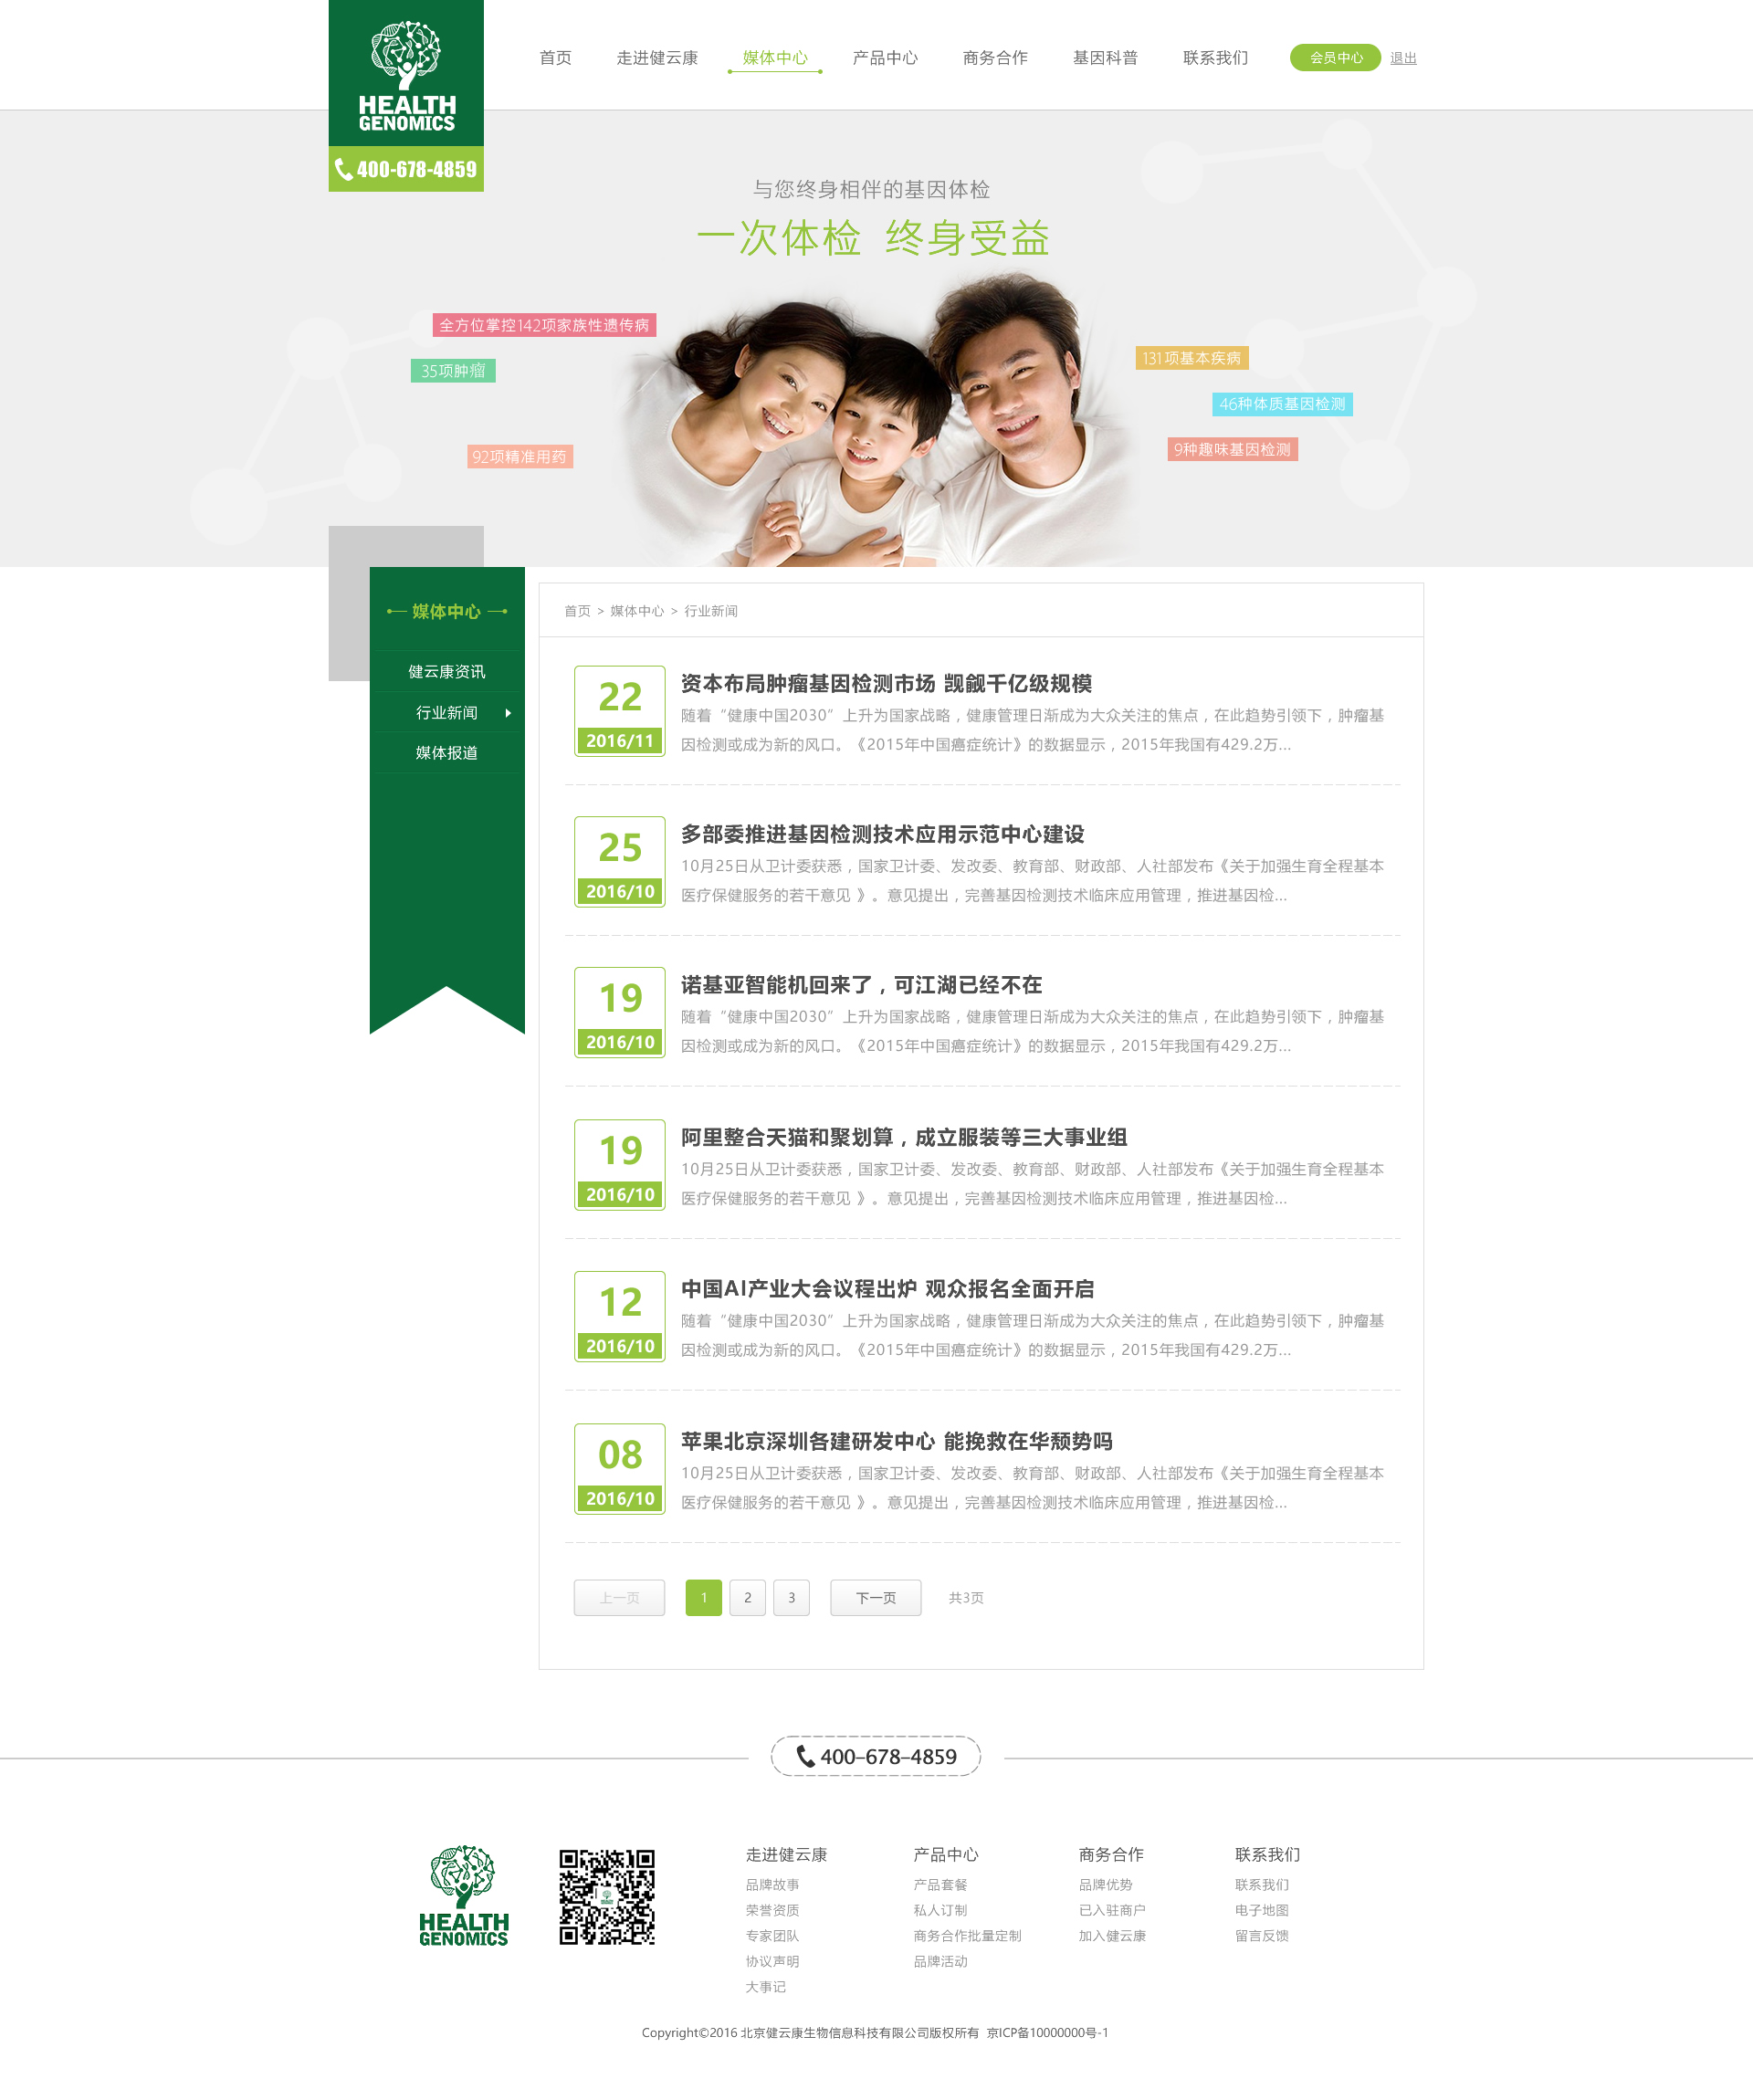 HEALTH
GENOMICS
400-678-4859
首页 走进健云康 媒体中心 产品中心 商务合作 基因科普 联系我们 会员中心 退出
与您终身相伴的基因体检
一次体检 终身受益
全方位掌控142项家族性遗传病
35项肿瘤
92项精准用药
131项基本疾病
46种体质基因检测
9种趣味基因检测
媒体中心
健云康资讯
行业新闻
媒体报道
首页 > 媒体中心 > 行业新闻
22
2016/11
资本布局肿瘤基因检测市场 觊觎千亿级规模
随着“健康中国2030”上升为国家战略，健康管理日渐成为大众关注的焦点，在此趋势引领下，肿瘤基
因检测或成为新的风口。《2015年中国癌症统计》的数据显示，2015年我国有429.2万...
25
2016/10
多部委推进基因检测技术应用示范中心建设
10月25日从卫计委获悉，国家卫计委、发改委、教育部、财政部、人社部发布《关于加强生育全程基本
医疗保健服务的若干意见 》。意见提出，完善基因检测技术临床应用管理，推进基因检...
19
2016/10
诺基亚智能机回来了，可江湖已经不在
随着“健康中国2030”上升为国家战略，健康管理日渐成为大众关注的焦点，在此趋势引领下，肿瘤基
因检测或成为新的风口。《2015年中国癌症统计》的数据显示，2015年我国有429.2万...
19
2016/10
阿里整合天猫和聚划算，成立服装等三大事业组
10月25日从卫计委获悉，国家卫计委、发改委、教育部、财政部、人社部发布《关于加强生育全程基本
医疗保健服务的若干意见 》。意见提出，完善基因检测技术临床应用管理，推进基因检...
12
2016/10
中国AI产业大会议程出炉 观众报名全面开启
随着“健康中国2030”上升为国家战略，健康管理日渐成为大众关注的焦点，在此趋势引领下，肿瘤基
因检测或成为新的风口。《2015年中国癌症统计》的数据显示，2015年我国有429.2万...
08
2016/10
苹果北京深圳各建研发中心 能挽救在华颓势吗
10月25日从卫计委获悉，国家卫计委、发改委、教育部、财政部、人社部发布《关于加强生育全程基本
医疗保健服务的若干意见 》。意见提出，完善基因检测技术临床应用管理，推进基因检...
上一页 1 2 3 下一页 共3页
400-678-4859
HEALTH
GENOMICS
走进健云康
品牌故事
荣誉资质
专家团队
协议声明
大事记
产品中心
产品套餐
私人订制
商务合作批量定制
品牌活动
商务合作
品牌优势
已入驻商户
加入健云康
联系我们
联系我们
电子地图
留言反馈
Copyright©2016 北京健云康生物信息科技有限公司版权所有 京ICP备10000000号-1